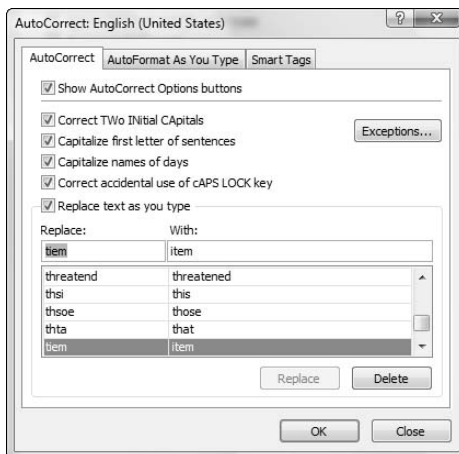 AutoCorrect: English (United States)
AutoCorrect AutoFormat As You Type Smart Tags
Show AutoCorrect Options buttons
Correct TWo INitial CApitals
Exceptions...
Capitalize first letter of sentences
Capitalize names of days
Correct accidental use of cAPS LOCK key
Replace text as you type
Replace: With:
tiem item
threatend threatened
thsi this
thsoe those
thta that
tiem item
Replace Delete
OK Close